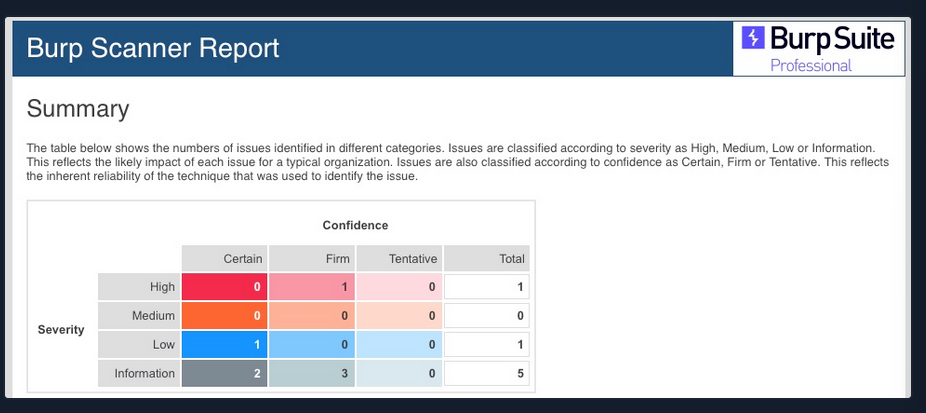 Burp Scanner Report
BurpSuite
Professional
Summary
The table below shows the numbers of issues identified in different categories. Issues are classified according to severity as High, Medium, Low or Information.
This reflects the likely impact of each issue for a typical organization. Issues are also classified according to confidence as Certain, Firm or Tentative. This reflects
the inherent reliability of the technique that was used to identify the issue.
Confidence
Certain Firm Tentative Total
High 0 1 0 1
Medium 0 0 0 0
Severity
Low 1 0 0 1
Information 2 3 0 5